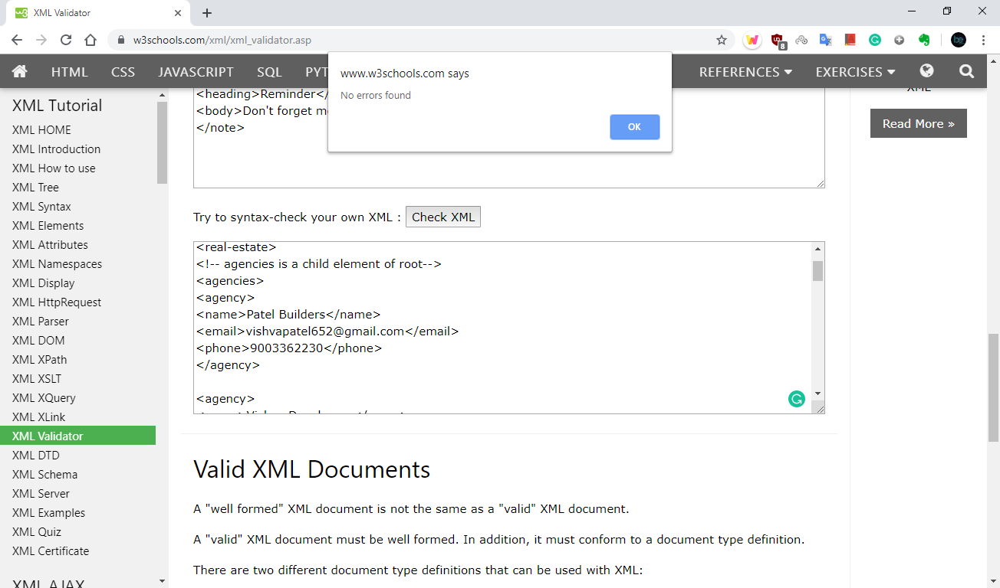 XML Validator
w3schools.com/xml/xml_validator.asp
8
HTML CSS JAVASCRIPT SQL PYT REFERENCES EXERCISES
www.w3schools.com says
No errors found
OK
XML Tutorial
XML HOME
XML Introduction
XML How to use
XML Tree
XML Syntax
XML Elements
XML Attributes
XML Namespaces
XML Display
XML HttpRequest
XML Parser
XML DOM
XML XPath
XML XSLT
XML XQuery
XML XLink
XML Validator
XML DTD
XML Schema
XML Server
XML Examples
XML Quiz
XML Certificate
XML AJAX
<heading>Reminder</
<body>Don't forget m
</note>
Try to syntax-check your own XML : Check XML
<real-estate>
<!-- agencies is a child element of root-->
<agencies>
<agency>
<name>Patel Builders</name>
<email>vishvapatel652@gmail.com</email>
<phone>9003362230</phone>
</agency>
<agency>
Valid XML Documents
A "well formed" XML document is not the same as a "valid" XML document.
A "valid" XML document must be well formed. In addition, it must conform to a document type definition.
There are two different document type definitions that can be used with XML:
XML
Read More »